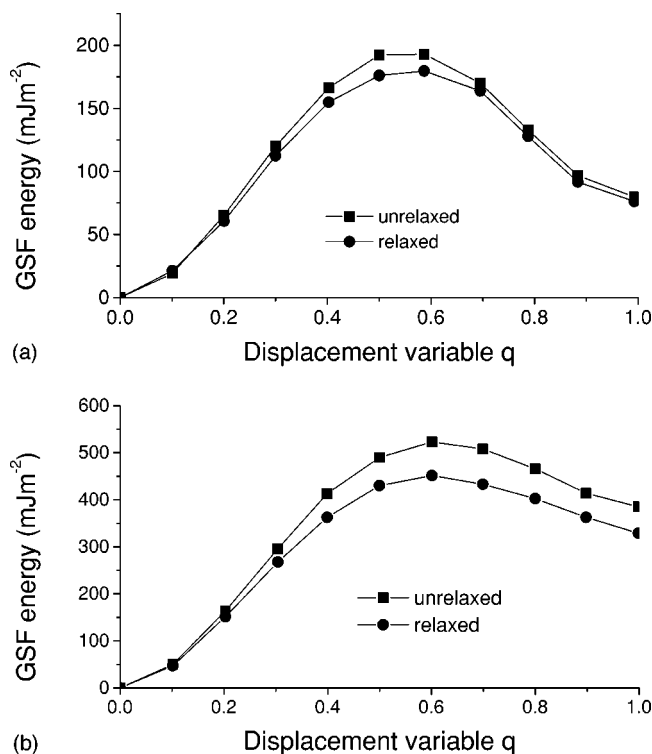 200
150
100
50
0
GSF energy (mJm-2)
unrelaxed
relaxed
0.0 0.2 0.4 0.6 0.8 1.0
(a) Displacement variable q
600
500
400
300
200
100
0
GSF energy (mJm-2)
unrelaxed
relaxed
0.0 0.2 0.4 0.6 0.8 1.0
(b) Displacement variable q